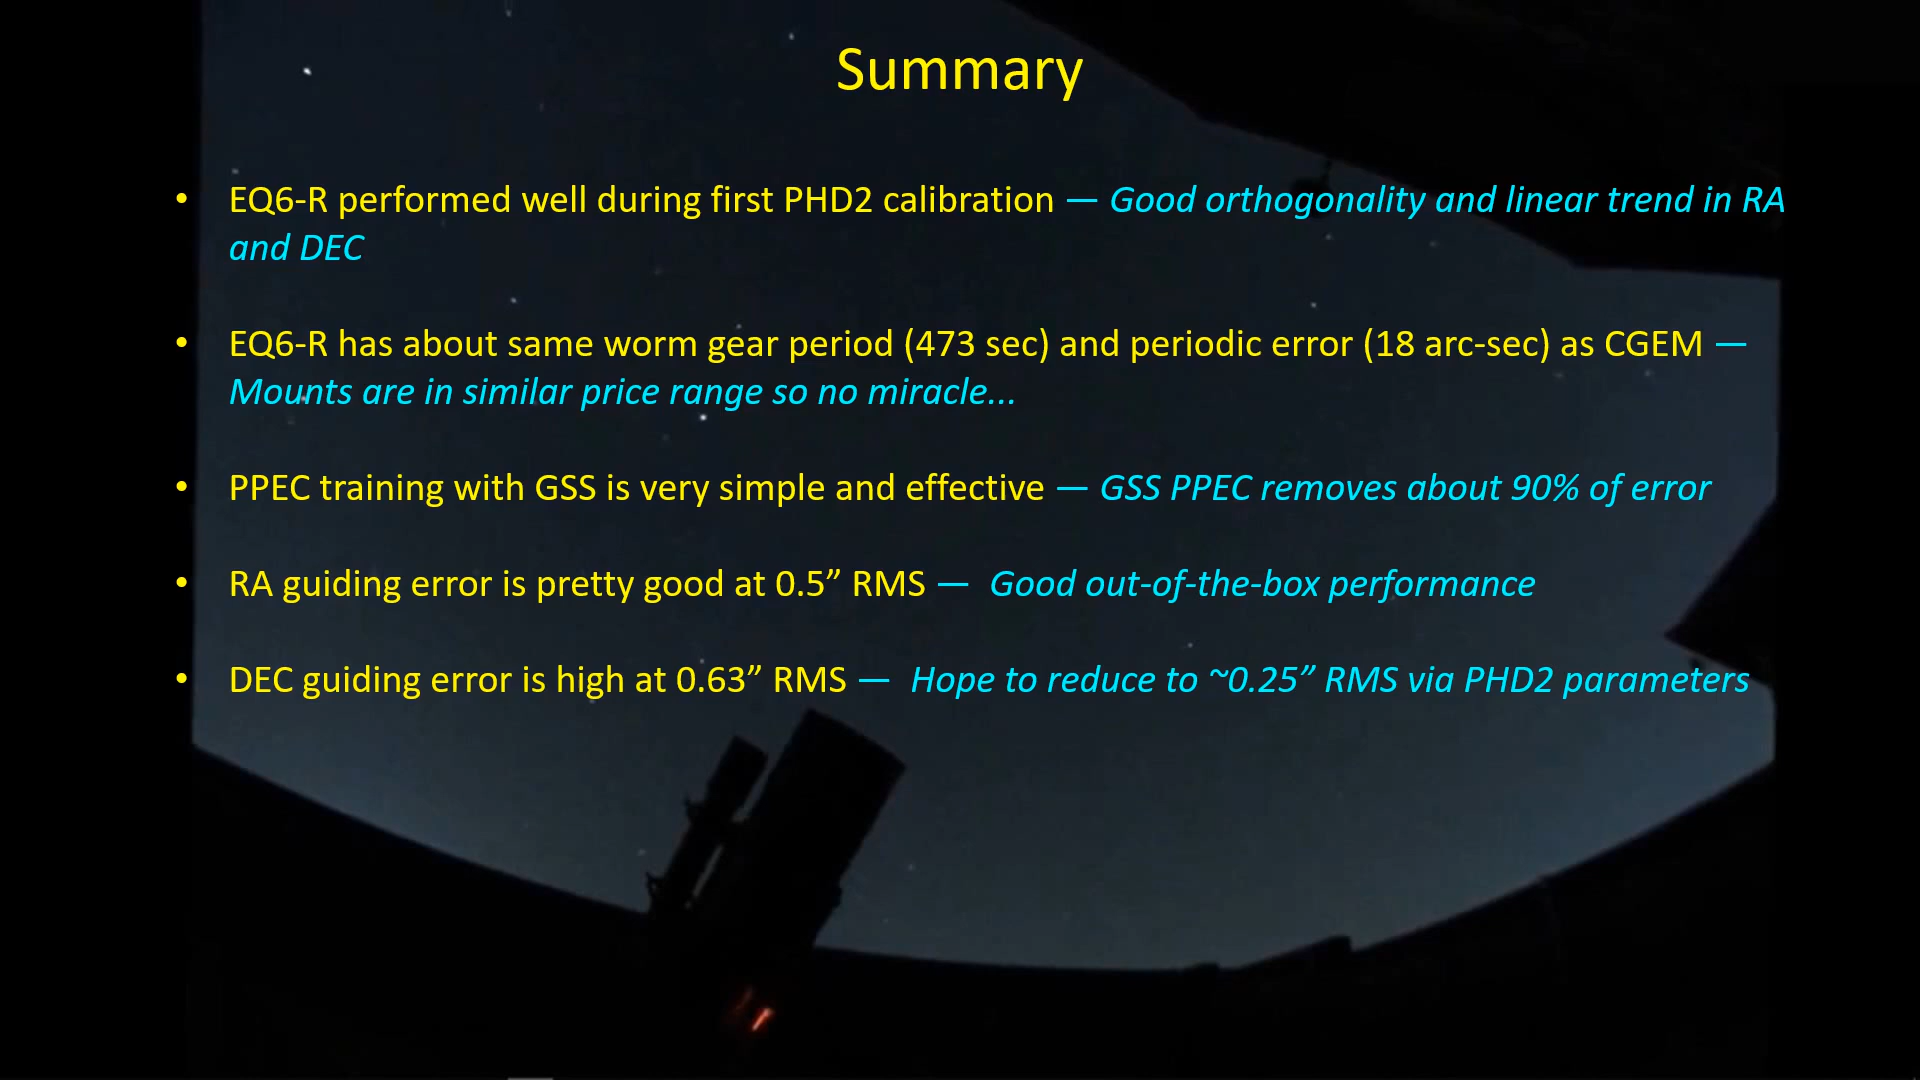 Summary
• EQ6-R performed well during first PHD2 calibration — Good orthogonality and linear trend in RA
and DEC
• EQ6-R has about same worm gear period (473 sec) and periodic error (18 arc-sec) as CGEM —
Mounts are in similar price range so no miracle...
• PPEC training with GSS is very simple and effective — GSS PPEC removes about 90% of error
• RA guiding error is pretty good at 0.5” RMS — Good out-of-the-box performance
• DEC guiding error is high at 0.63” RMS — Hope to reduce to ~0.25” RMS via PHD2 parameters